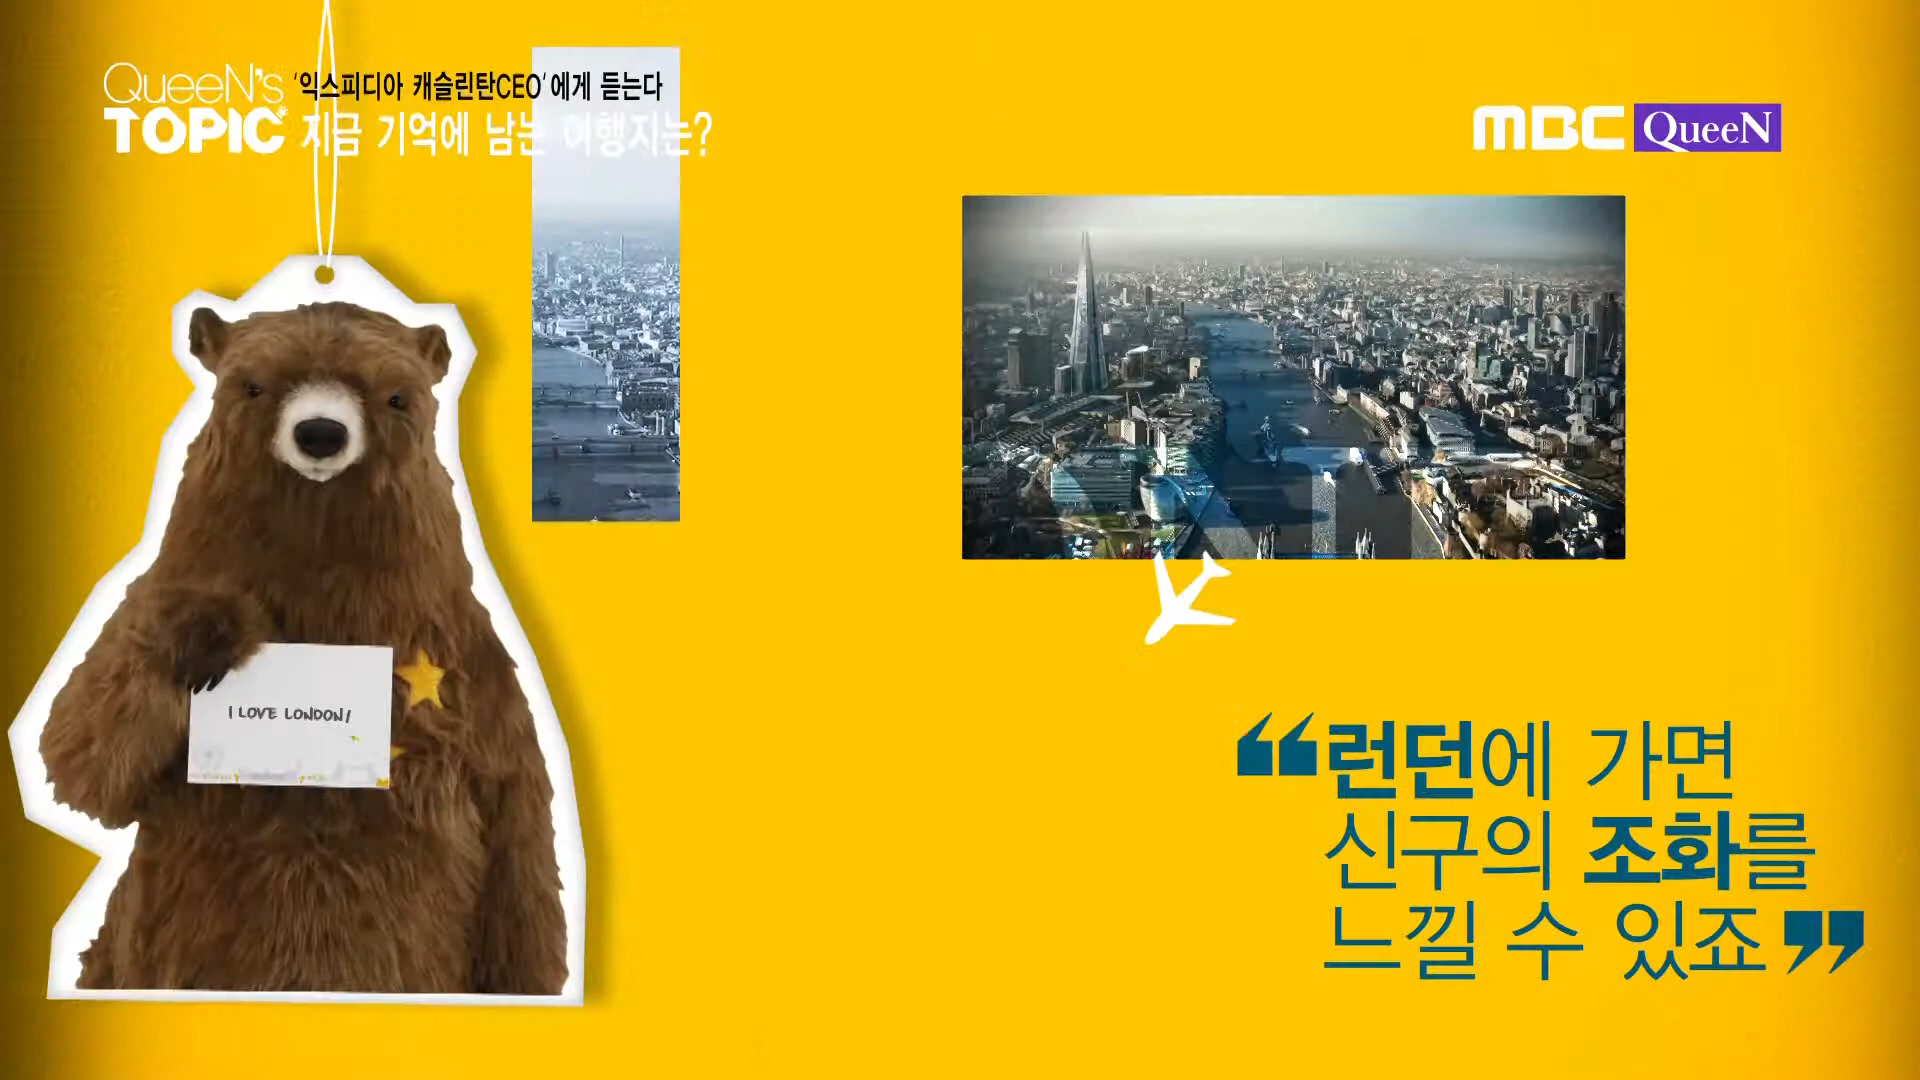 QueeN's
TOPIC
'익스피디아 캐슬린탄CEO'에게 듣는다
지금 기억에 남는 여행지는?
MBC QueeN
I LOVE LONDON!
“런던에 가면
신구의 조화를
느낄 수 있죠”